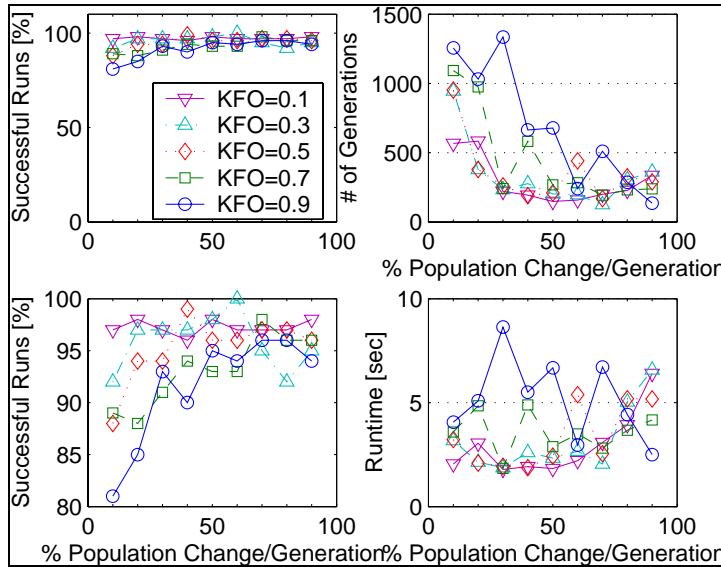 Successful Runs [%]
100
50
0
0
50
100
KFO=0.1
KFO=0.3
KFO=0.5
KFO=0.7
KFO=0.9
# of Generations
1500
1000
500
0
0
50
100
% Population Change/Generation
Successful Runs [%]
100
95
90
85
80
0
50
100
% Population Change/Generation
Runtime [sec]
10
5
0
0
50
100
% Population Change/Generation